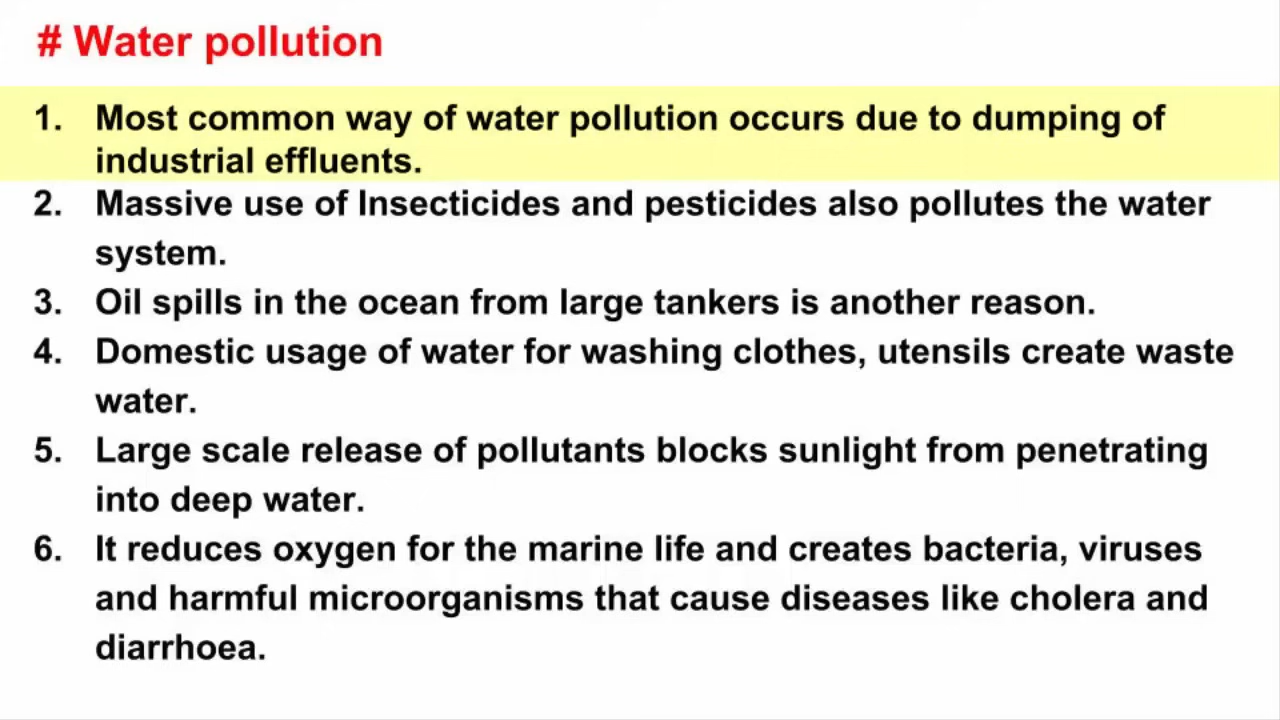 # Water pollution
1. Most common way of water pollution occurs due to dumping of
industrial effluents.
2. Massive use of Insecticides and pesticides also pollutes the water
system.
3. Oil spills in the ocean from large tankers is another reason.
4. Domestic usage of water for washing clothes, utensils create waste
water.
5. Large scale release of pollutants blocks sunlight from penetrating
into deep water.
6. It reduces oxygen for the marine life and creates bacteria, viruses
and harmful microorganisms that cause diseases like cholera and
diarrhoea.